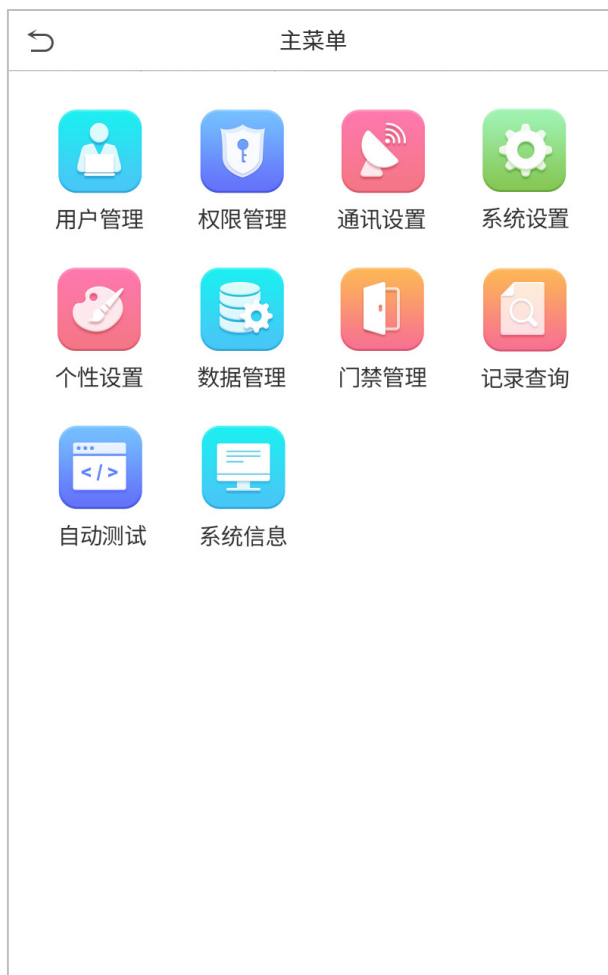 主菜单
用户管理 权限管理 通讯设置 系统设置
个性设置 数据管理 门禁管理 记录查询
</>
自动测试 系统信息